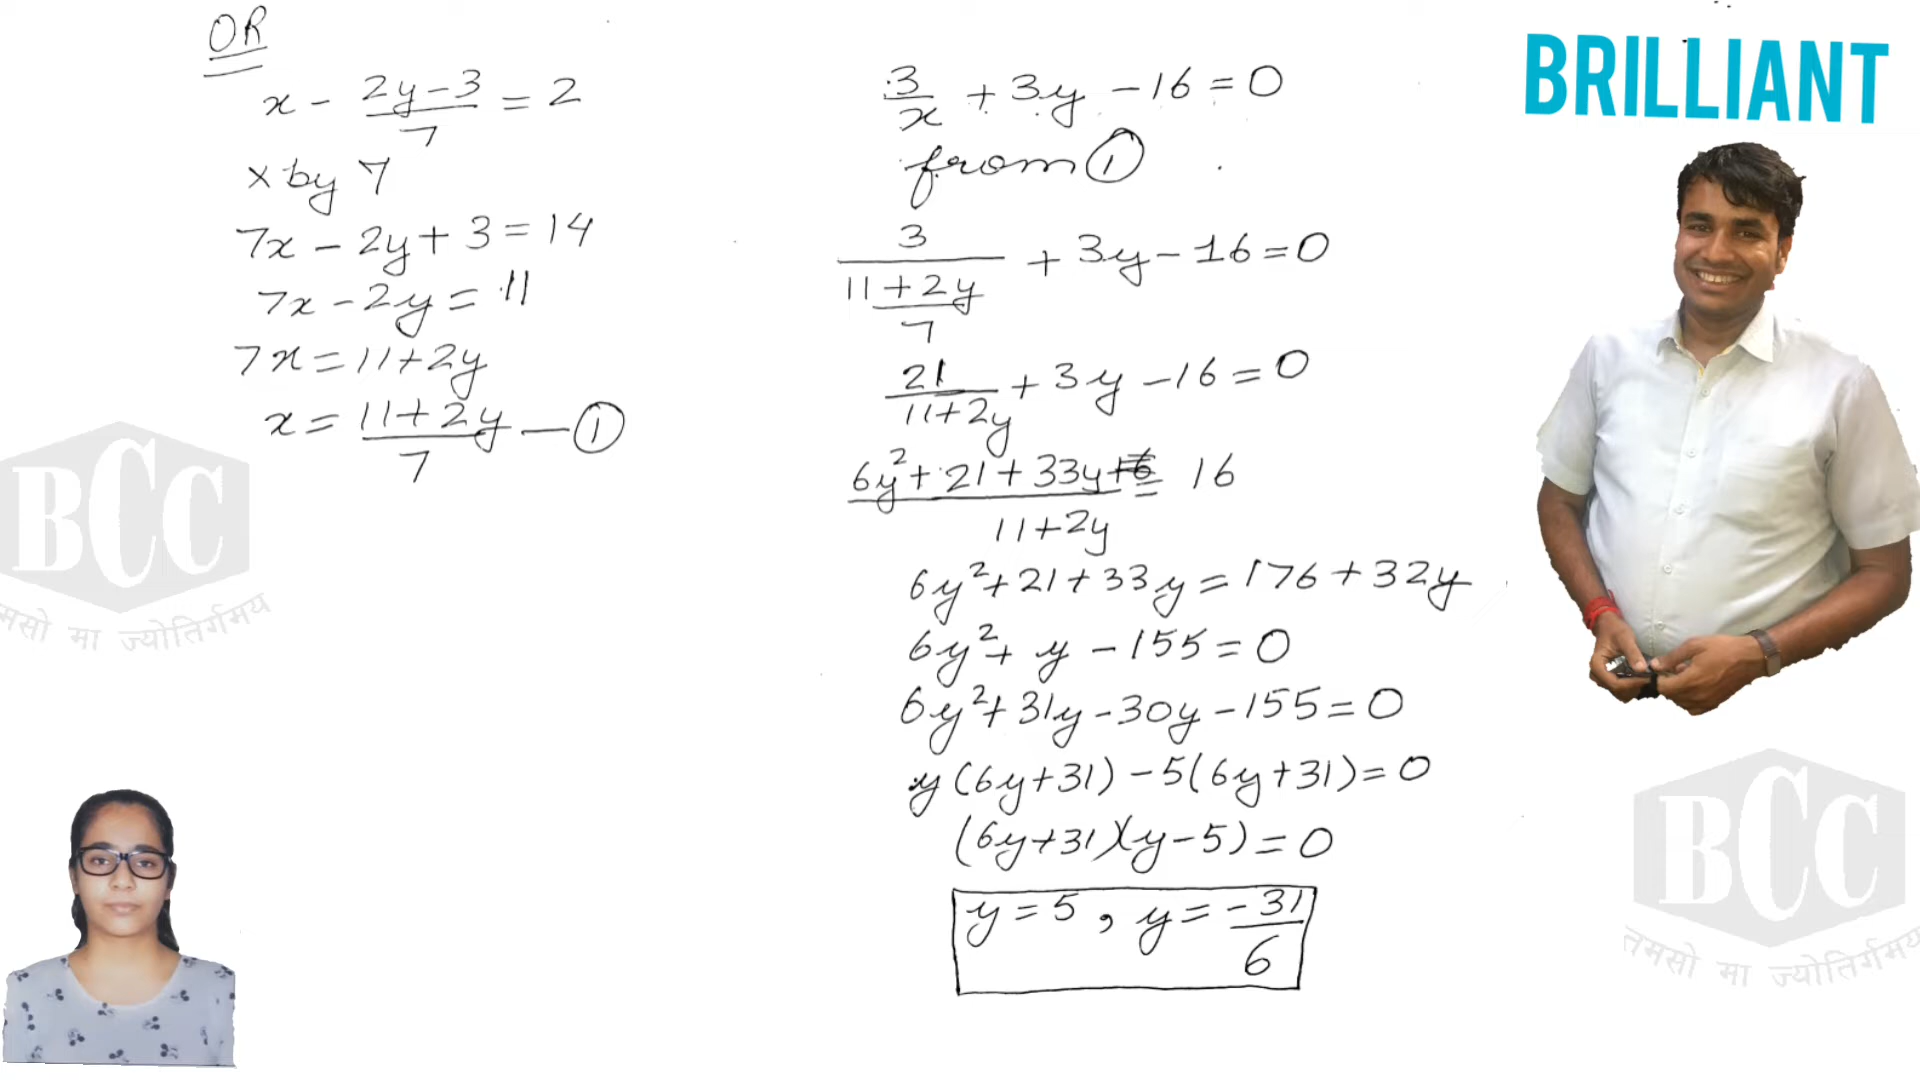 OR
x - (2y-3)/7 = 2
x by 7
7x - 2y + 3 = 14
7x - 2y = 11
7x = 11+2y
x = (11+2y)/7 — ①
3/x + 3y - 16 = 0
from ①
3/((11+2y)/7) + 3y - 16 = 0
21/(11+2y) + 3y - 16 = 0
(6y² + 21 + 33y)/(11+2y) = 16
6y² + 21 + 33y = 176 + 32y
6y² + y - 155 = 0
6y² + 31y - 30y - 155 = 0
y(6y+31) - 5(6y+31) = 0
(6y+31)(y-5) = 0
y = 5 , y = -31/6
BRILLIANT
BCC
तमसो मा ज्योतिर्गमय
BCC
तमसो मा ज्योतिर्गमय